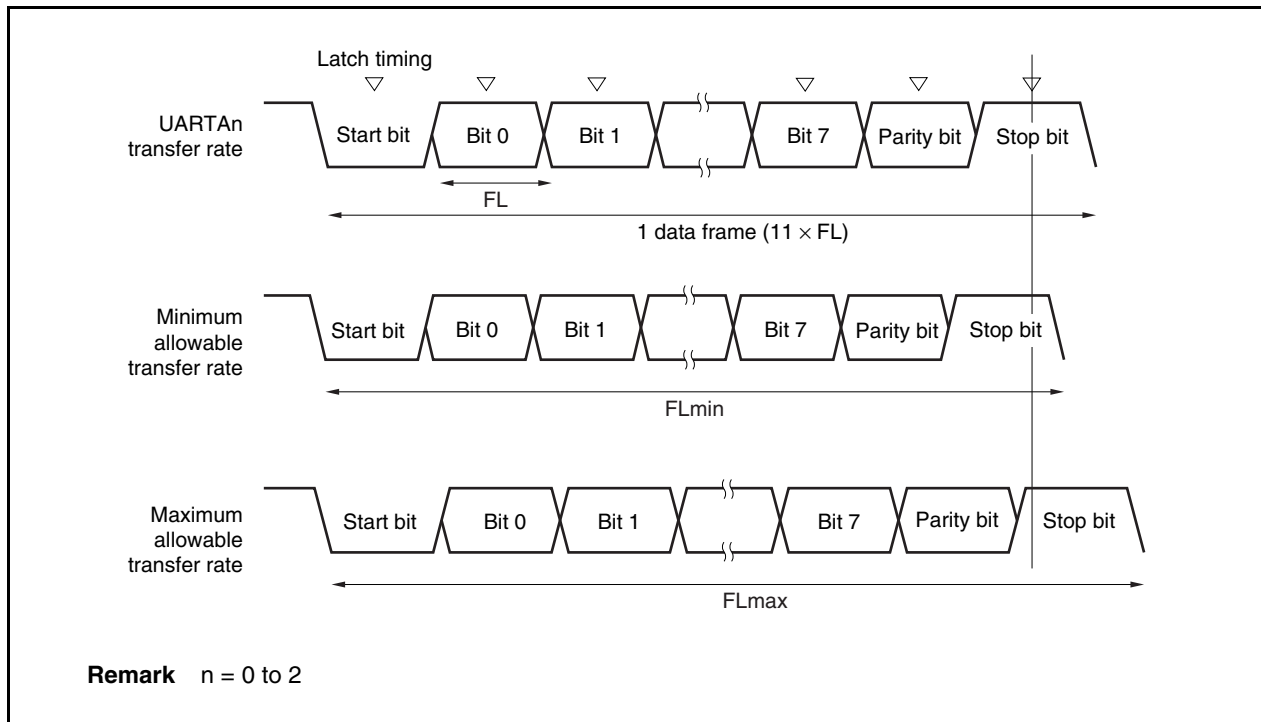 Latch timing
UARTAn
transfer rate
Start bit
Bit 0
Bit 1
Bit 7
Parity bit
Stop bit
FL
1 data frame (11 × FL)
Minimum
allowable
transfer rate
Start bit
Bit 0
Bit 1
Bit 7
Parity bit
Stop bit
FLmin
Maximum
allowable
transfer rate
Start bit
Bit 0
Bit 1
Bit 7
Parity bit
Stop bit
FLmax
Remark n = 0 to 2